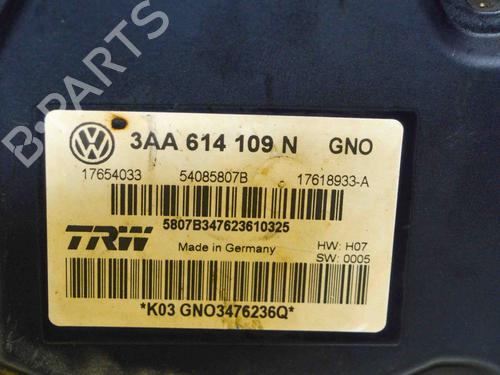 B-PARTS
3AA 614 109 N GNO
17654033 54085807B 17618933-A
5807B347623610325
TRW
Made in Germany
HW: H07
SW: 0005
*K03 GNO3476236Q*